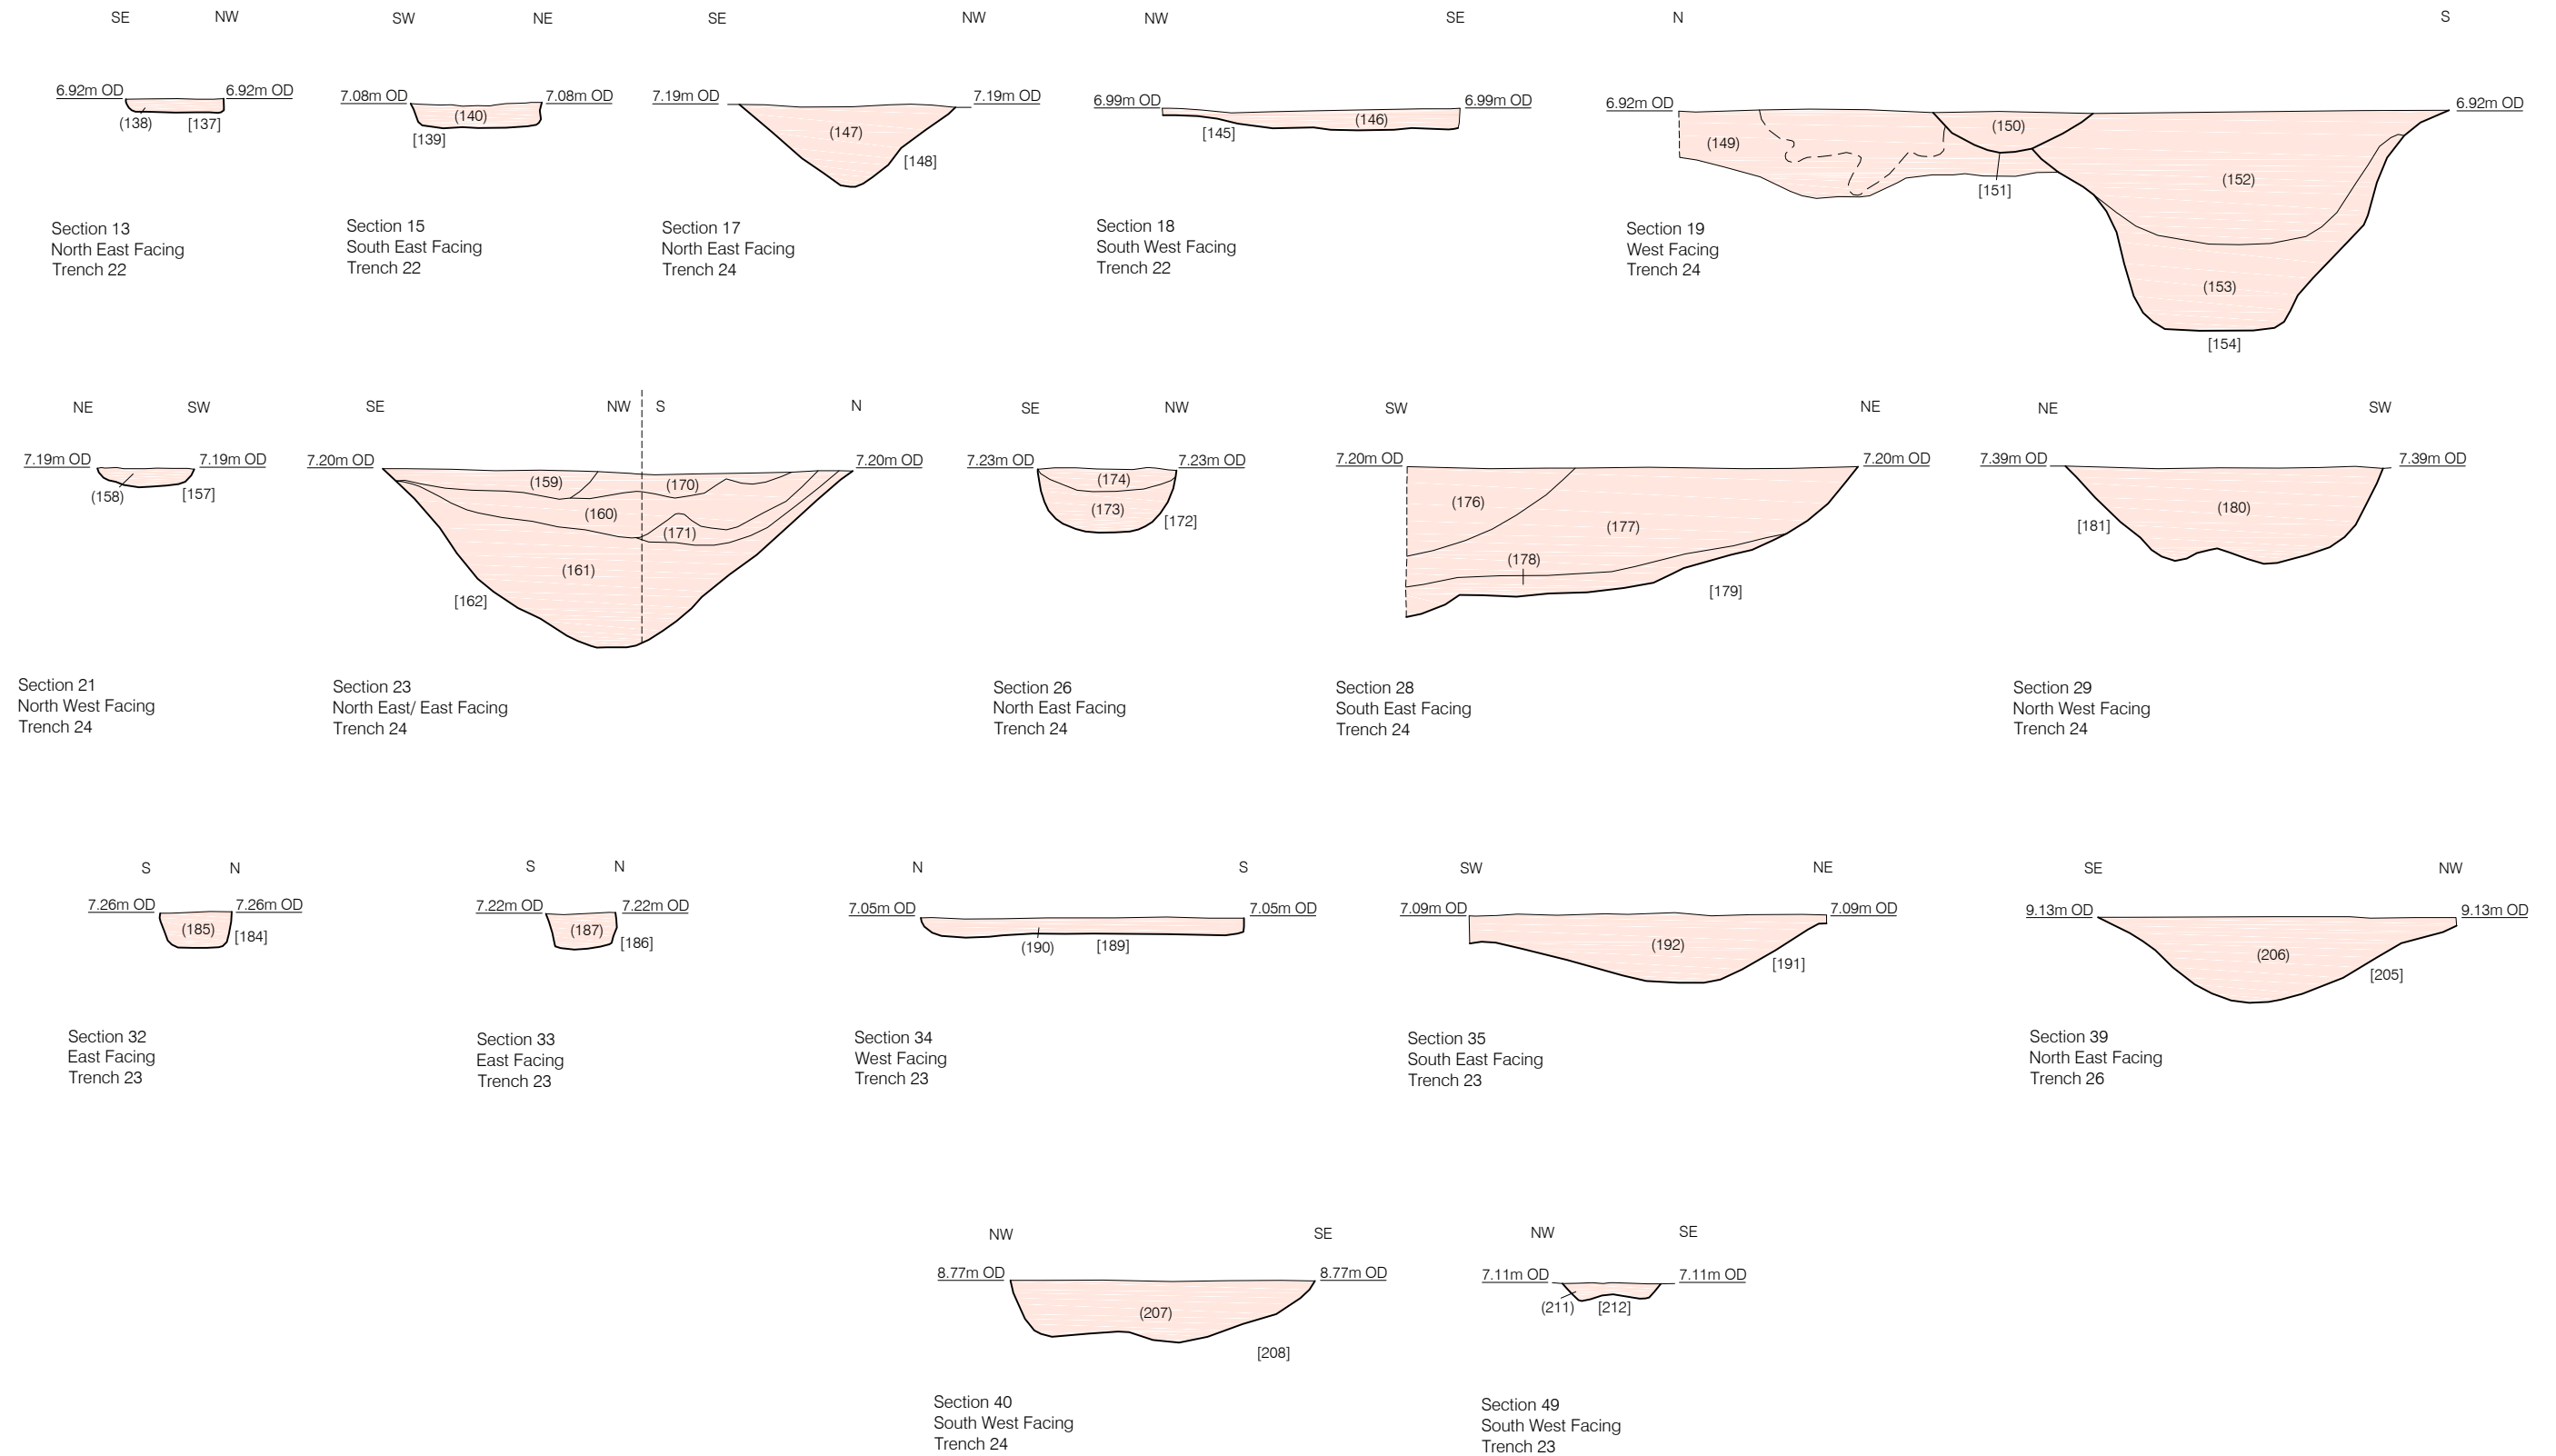 SE NW
6.92m OD 6.92m OD
(138) [137]
Section 13
North East Facing
Trench 22
SW NE
7.08m OD 7.08m OD
(140)
[139]
Section 15
South East Facing
Trench 22
SE NW
7.19m OD 7.19m OD
(147)
[148]
Section 17
North East Facing
Trench 24
NW SE
6.99m OD 6.99m OD
(146)
[145]
Section 18
South West Facing
Trench 22
N S
6.92m OD 6.92m OD
(150)
(149)
(152)
[151]
(153)
[154]
Section 19
West Facing
Trench 24
NE SW
7.19m OD 7.19m OD
(158) [157]
Section 21
North West Facing
Trench 24
SE NW S N
7.20m OD 7.20m OD
(159) (170)
(160)
(171)
(161)
[162]
Section 23
North East/ East Facing
Trench 24
SE NW
7.23m OD 7.23m OD
(174)
(173)
[172]
Section 26
North East Facing
Trench 24
SW NE
7.20m OD 7.20m OD
(176)
(177)
(178)
[179]
Section 28
South East Facing
Trench 24
NE SW
7.39m OD 7.39m OD
(180)
[181]
Section 29
North West Facing
Trench 24
S N
7.26m OD 7.26m OD
(185)
[184]
Section 32
East Facing
Trench 23
S N
7.22m OD 7.22m OD
(187)
[186]
Section 33
East Facing
Trench 23
N S
7.05m OD 7.05m OD
(190) [189]
Section 34
West Facing
Trench 23
SW NE
7.09m OD 7.09m OD
(192)
[191]
Section 35
South East Facing
Trench 23
SE NW
9.13m OD 9.13m OD
(206)
[205]
Section 39
North East Facing
Trench 26
NW SE
8.77m OD 8.77m OD
(207)
[208]
Section 40
South West Facing
Trench 24
NW SE
7.11m OD 7.11m OD
(211) [212]
Section 49
South West Facing
Trench 23